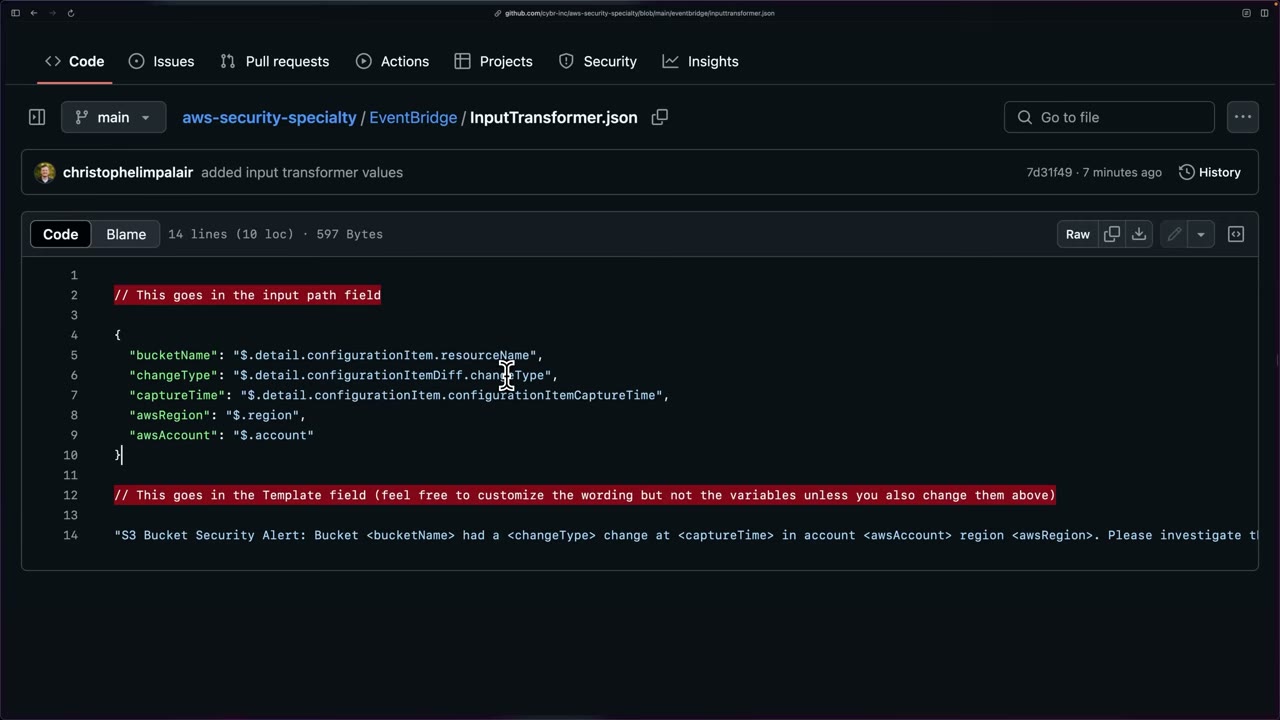 github.com/cybr-inc/aws-security-specialty/blob/main/eventbridge/inputtransformer.json
Code Issues Pull requests Actions Projects Security Insights
main aws-security-specialty / EventBridge / InputTransformer.json Go to file
christophelimpalair added input transformer values 7d31f49 · 7 minutes ago History
Code Blame 14 lines (10 loc) · 597 Bytes Raw
1
2 // This goes in the input path field
3
4 {
5 "bucketName": "$.detail.configurationItem.resourceName",
6 "changeType": "$.detail.configurationItemDiff.changeType",
7 "captureTime": "$.detail.configurationItem.configurationItemCaptureTime",
8 "awsRegion": "$.region",
9 "awsAccount": "$.account"
10 }
11
12 // This goes in the Template field (feel free to customize the wording but not the variables unless you also change them above)
13
14 "S3 Bucket Security Alert: Bucket <bucketName> had a <changeType> change at <captureTime> in account <awsAccount> region <awsRegion>. Please investigate